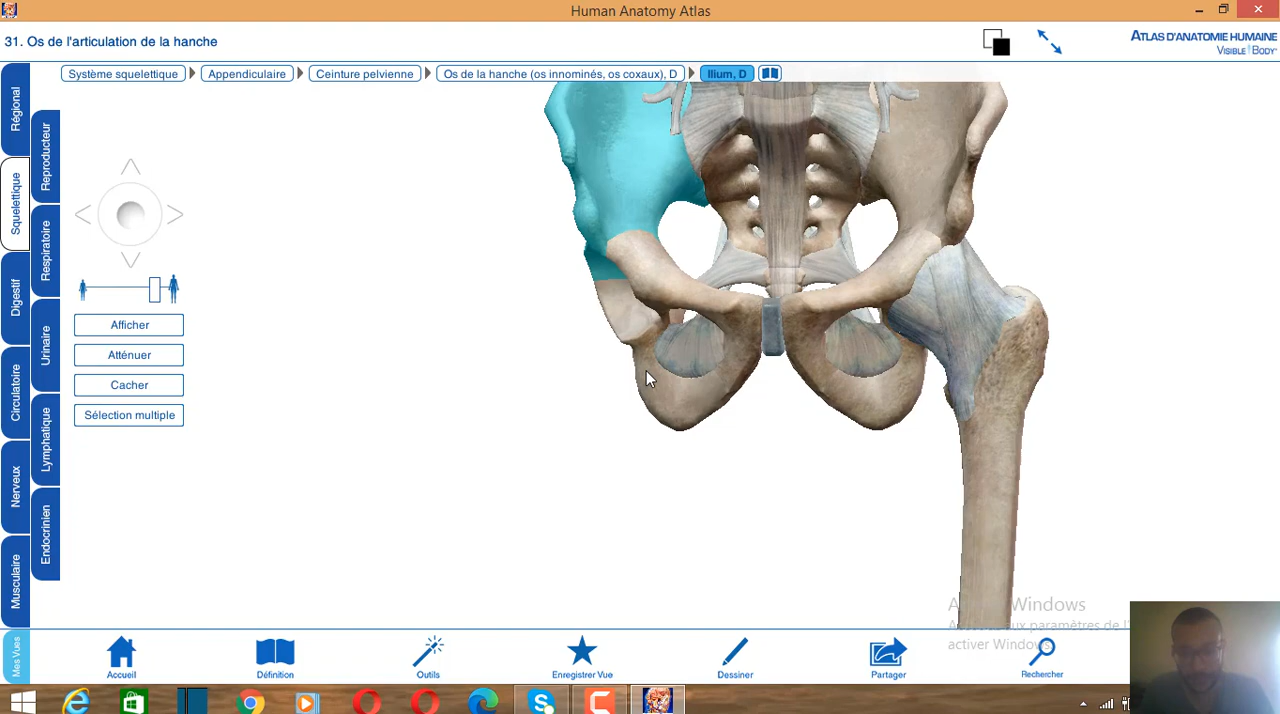 Human Anatomy Atlas
31. Os de l'articulation de la hanche
ATLAS D'ANATOMIE HUMAINE
VISIBLE BODY
Système squelettique
Appendiculaire
Ceinture pelvienne
Os de la hanche (os innominés, os coxaux), D
Ilium, D
Régional
Squelettique
Digestif
Circulatoire
Nerveux
Musculaire
Mes Vues
Reproducteur
Respiratoire
Urinaire
Lymphatique
Endocrinien
Afficher
Atténuer
Cacher
Sélection multiple
Windows
aux paramètres de l'
activer Windows
Accueil
Définition
Outils
Enregistrer Vue
Dessiner
Partager
Rechercher